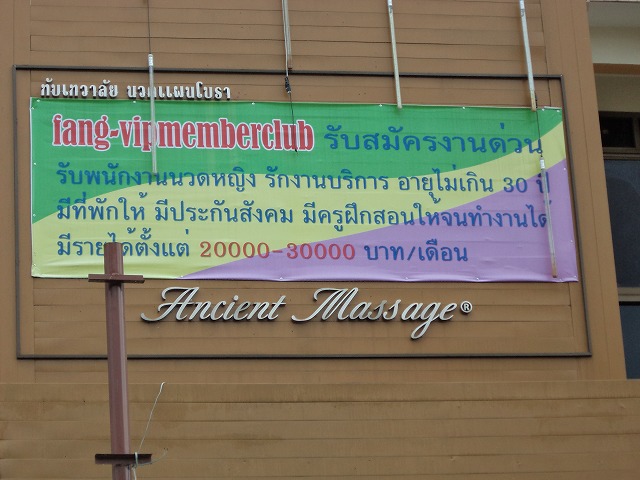 ทับเทวาลัย นวดแผนโบรา
fang-vipmemberclub รับสมัครงานด่วน
รับพนักงานนวดหญิง รักงานบริการ อายุไม่เกิน 30 ปี
มีที่พักให้ มีประกันสังคม มีครูฝึกสอนให้จนทำงานได้
มีรายได้ตั้งแต่ 20000-30000 บาท/เดือน
Ancient Massage®